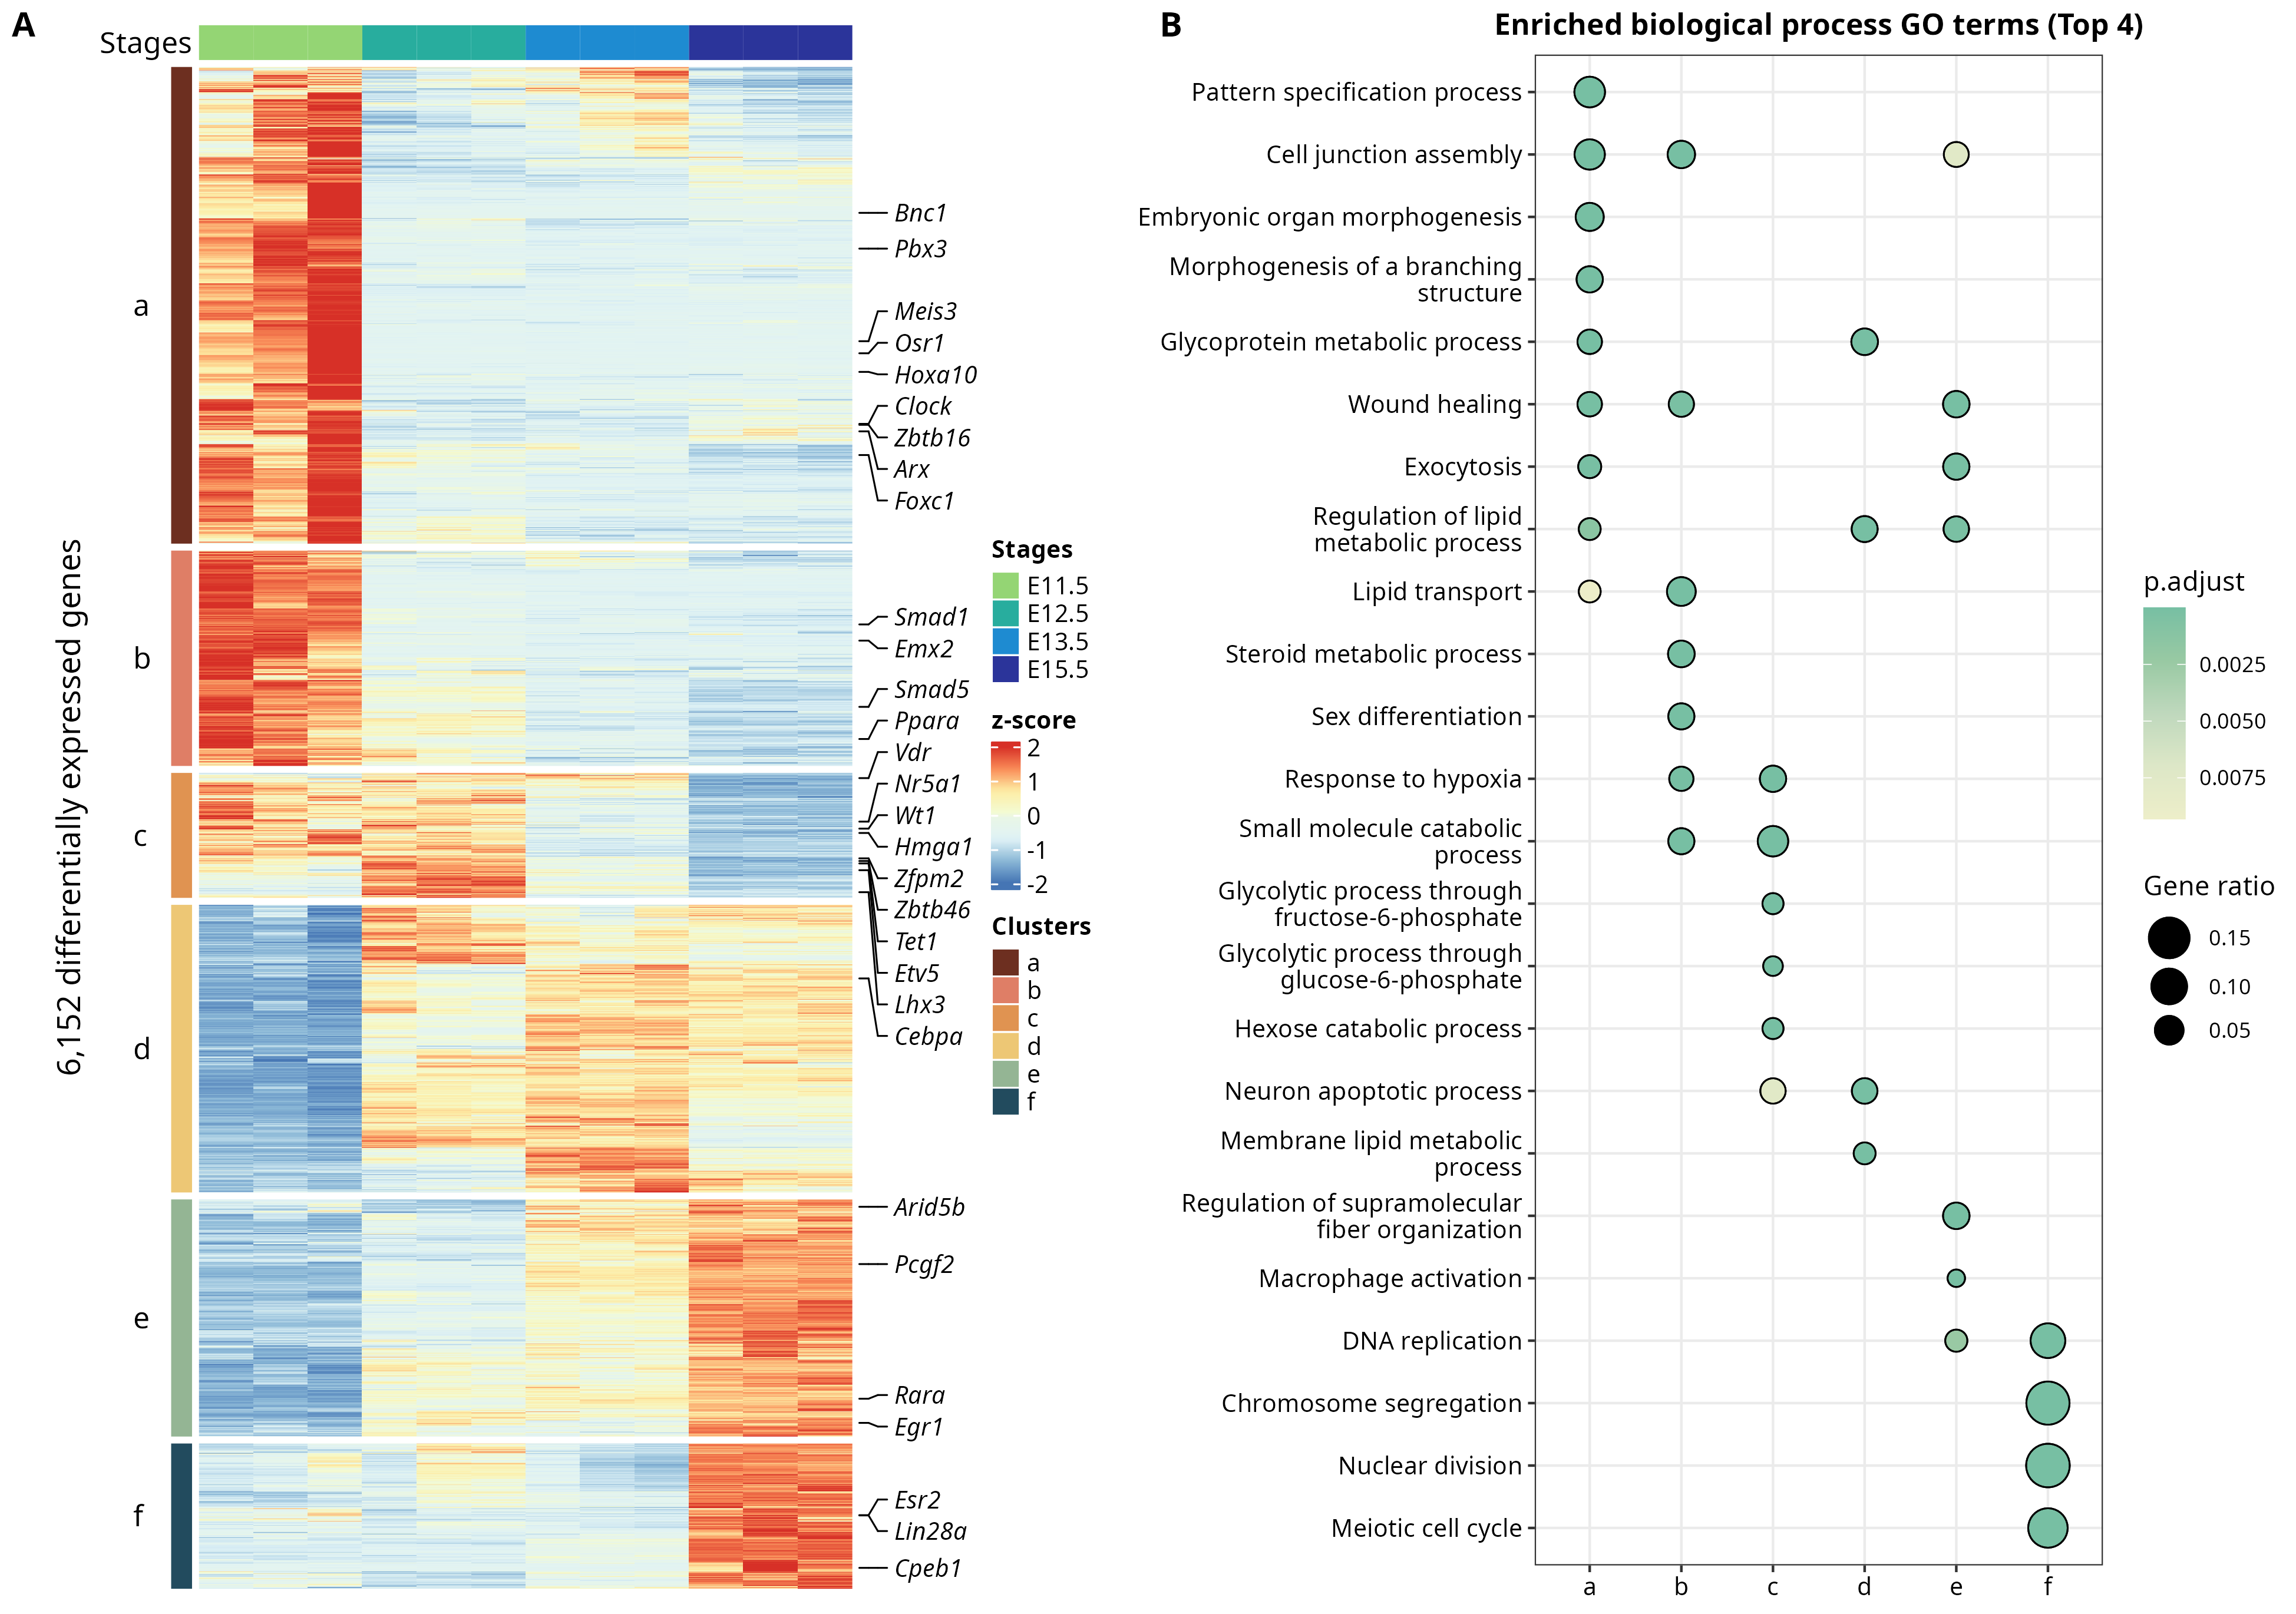 A
Stages
6,152 differentially expressed genes
a
b
c
d
e
f
Bnc1
Pbx3
Meis3
Osr1
Hoxa10
Clock
Zbtb16
Arx
Foxc1
Smad1
Emx2
Smad5
Ppara
Vdr
Nr5a1
Wt1
Hmga1
Zfpm2
Zbtb46
Tet1
Etv5
Lhx3
Cebpa
Arid5b
Pcgf2
Rara
Egr1
Esr2
Lin28a
Cpeb1
Stages
E11.5
E12.5
E13.5
E15.5
z-score
2
1
0
-1
-2
Clusters
a
b
c
d
e
f
B
Enriched biological process GO terms (Top 4)
Pattern specification process
Cell junction assembly
Embryonic organ morphogenesis
Morphogenesis of a branching
structure
Glycoprotein metabolic process
Wound healing
Exocytosis
Regulation of lipid
metabolic process
Lipid transport
Steroid metabolic process
Sex differentiation
Response to hypoxia
Small molecule catabolic
process
Glycolytic process through
fructose-6-phosphate
Glycolytic process through
glucose-6-phosphate
Hexose catabolic process
Neuron apoptotic process
Membrane lipid metabolic
process
Regulation of supramolecular
fiber organization
Macrophage activation
DNA replication
Chromosome segregation
Nuclear division
Meiotic cell cycle
a b c d e f
p.adjust
0.0025
0.0050
0.0075
Gene ratio
0.15
0.10
0.05